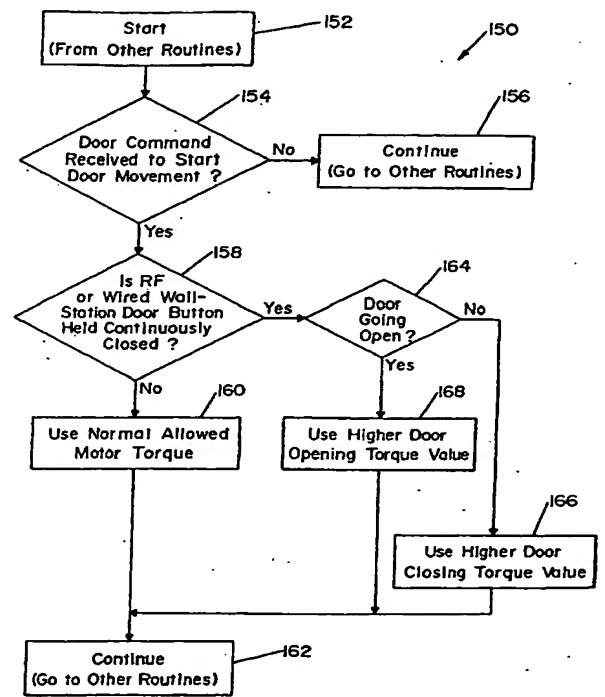 Start
(From Other Routines)
152
150
154
156
Door Command
Received to Start
Door Movement ?
No
Continue
(Go to Other Routines)
Yes
158
164
Is RF
or Wired Wall-
Station Door Button
Held Continuously
Closed ?
Yes
Door
Going
Open ?
No
No
Yes
160
168
Use Normal Allowed
Motor Torque
Use Higher Door
Opening Torque Value
166
Use Higher Door
Closing Torque Value
Continue
(Go to Other Routines)
162